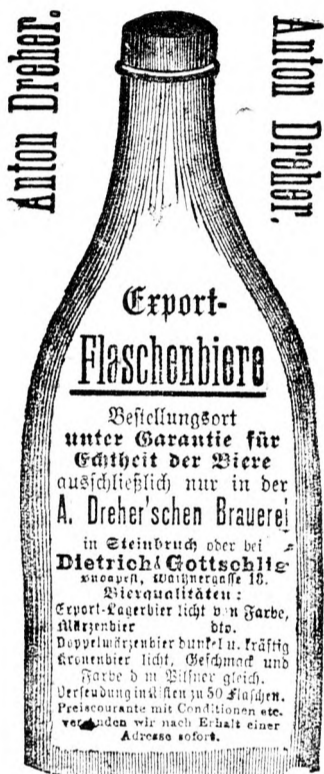 Anton Dreher.
Anton Dreher.
Export-
Flaschenbiere
Bestellungsort
unter Garantie für
Echtheit der Biere
ausschließlich nur in der
A. Dreher'schen Brauerei
in Steinbruch oder bei
Dietrich & Gottschlig
Budapest, Waitznergasse 18.
Bierqualitäten:
Export-Lagerbier licht von Farbe,
Märzenbier dto.
Doppelmärzenbier dunkel u. kräftig
Kronenbier licht, Geschmack und
Farbe dem Pilsner gleich.
Versendung in Kisten zu 50 Flaschen.
Preiscourante mit Conditionen etc.
versenden wir nach Erhalt einer
Adresse sofort.